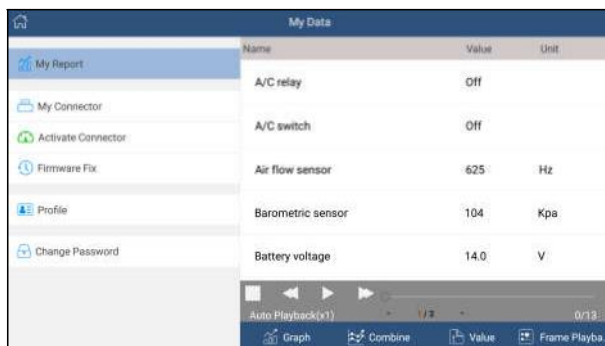 My Data
My Report
My Connector
Activate Connector
Firmware Fix
Profile
Change Password
Name Value Unit
A/C relay Off
A/C switch Off
Air flow sensor 625 Hz
Barometric sensor 104 Kpa
Battery voltage 14.0 V
Auto Playback(x1) 1/3 0/13
Graph Combine Value Frame Playba